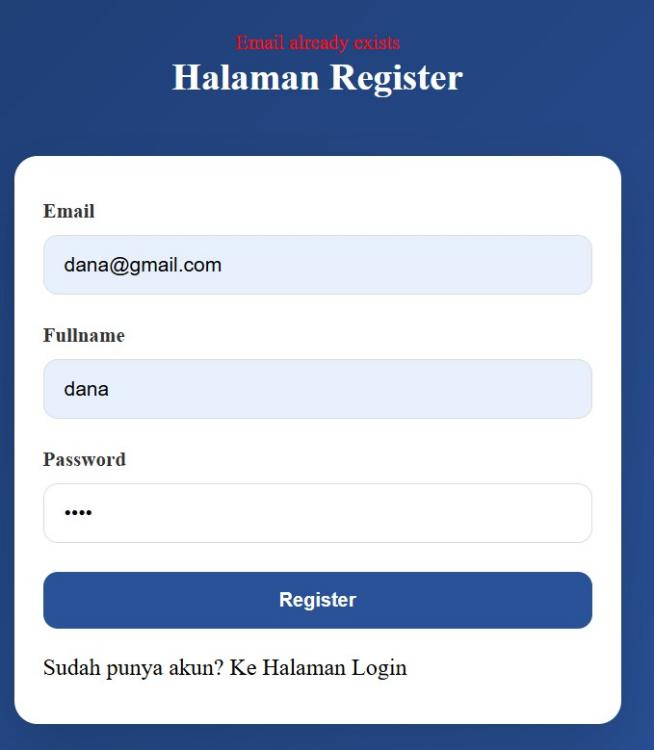 Email already exists
Halaman Register
Email
dana@gmail.com
Fullname
dana
Password
••••
Register
Sudah punya akun? Ke Halaman Login